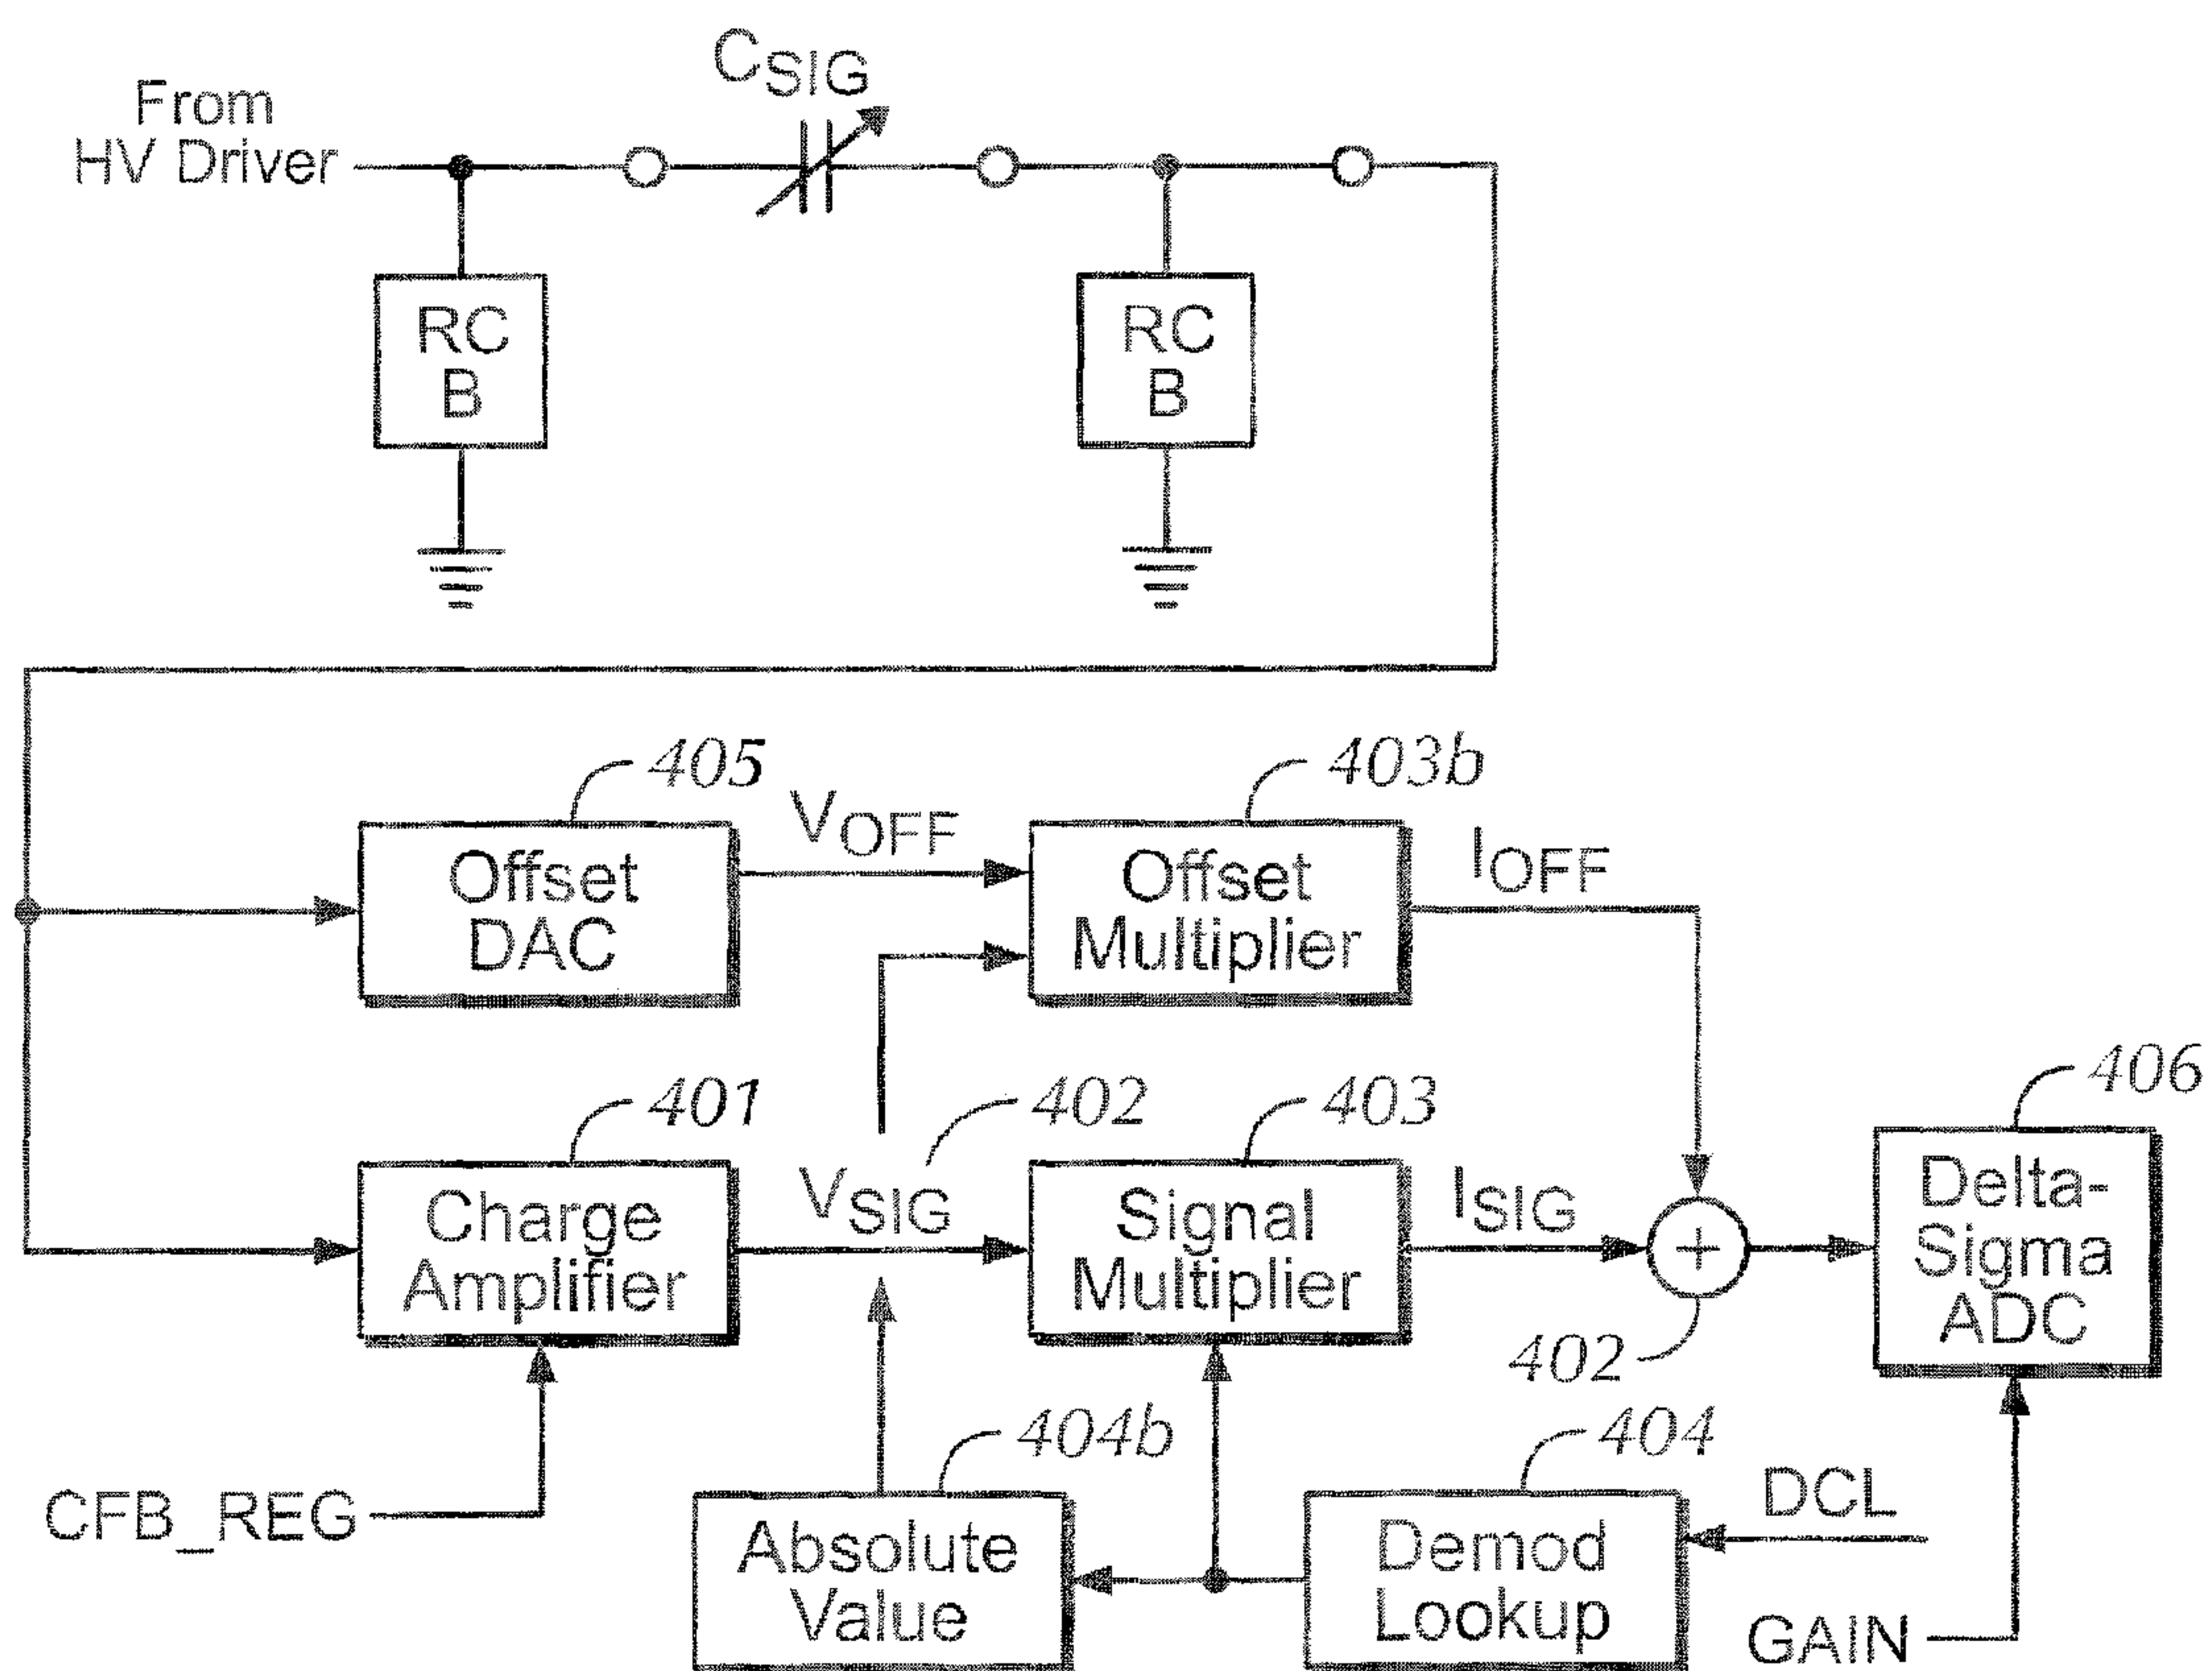 CSIG
From
HV Driver
RC
B
RC
B
405
403b
VOFF
IOFF
Offset
DAC
Offset
Multiplier
401
402
403
406
Charge
Amplifier
VSIG
Signal
Multiplier
ISIG
+
Delta-
Sigma
ADC
402
404b
404
CFB_REG
Absolute
Value
Demod
Lookup
DCL
GAIN